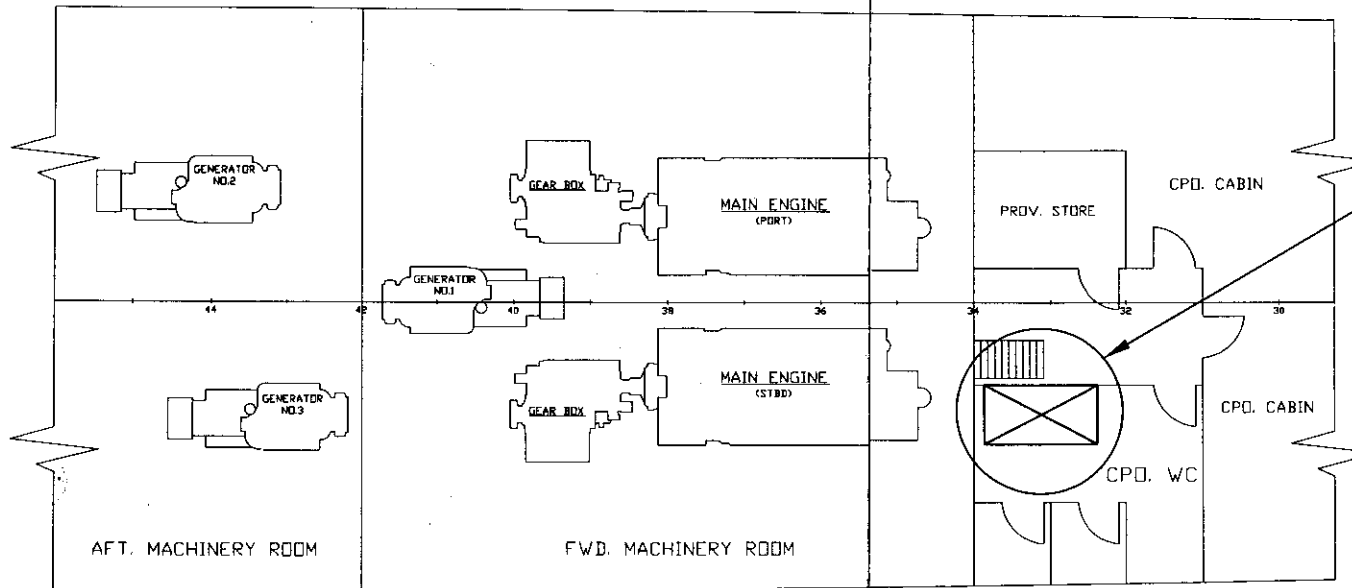 GENERATOR
NO.2
GEAR BOX
MAIN ENGINE
(PORT)
PROV. STORE
CPO. CABIN
GENERATOR
NO.1
44
42
40
38
36
34
32
30
GENERATOR
NO.3
GEAR BOX
MAIN ENGINE
(STBD)
CPO. CABIN
CPO. WC
AFT. MACHINERY ROOM
FWD. MACHINERY ROOM